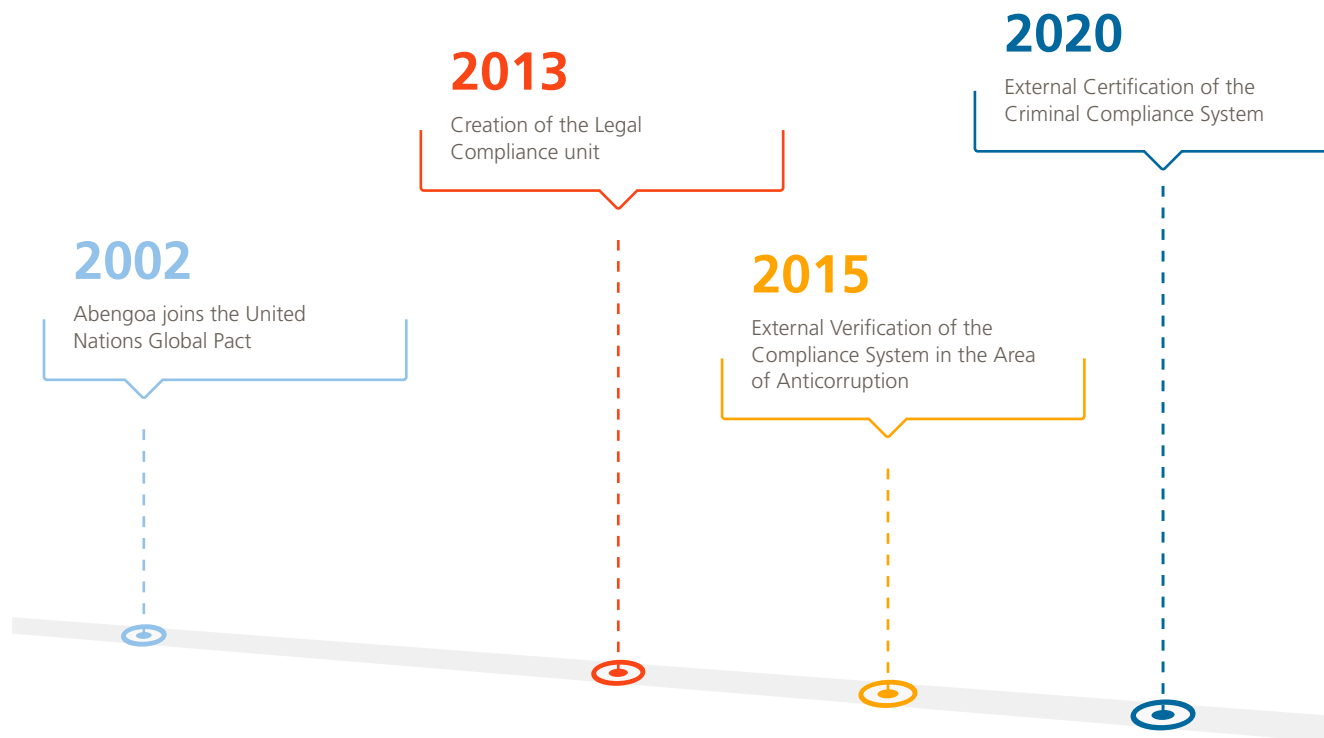 2002
Abengoa joins the United
Nations Global Pact
2013
Creation of the Legal
Compliance unit
2015
External Verification of the
Compliance System in the Area
of Anticorruption
2020
External Certification of the
Criminal Compliance System